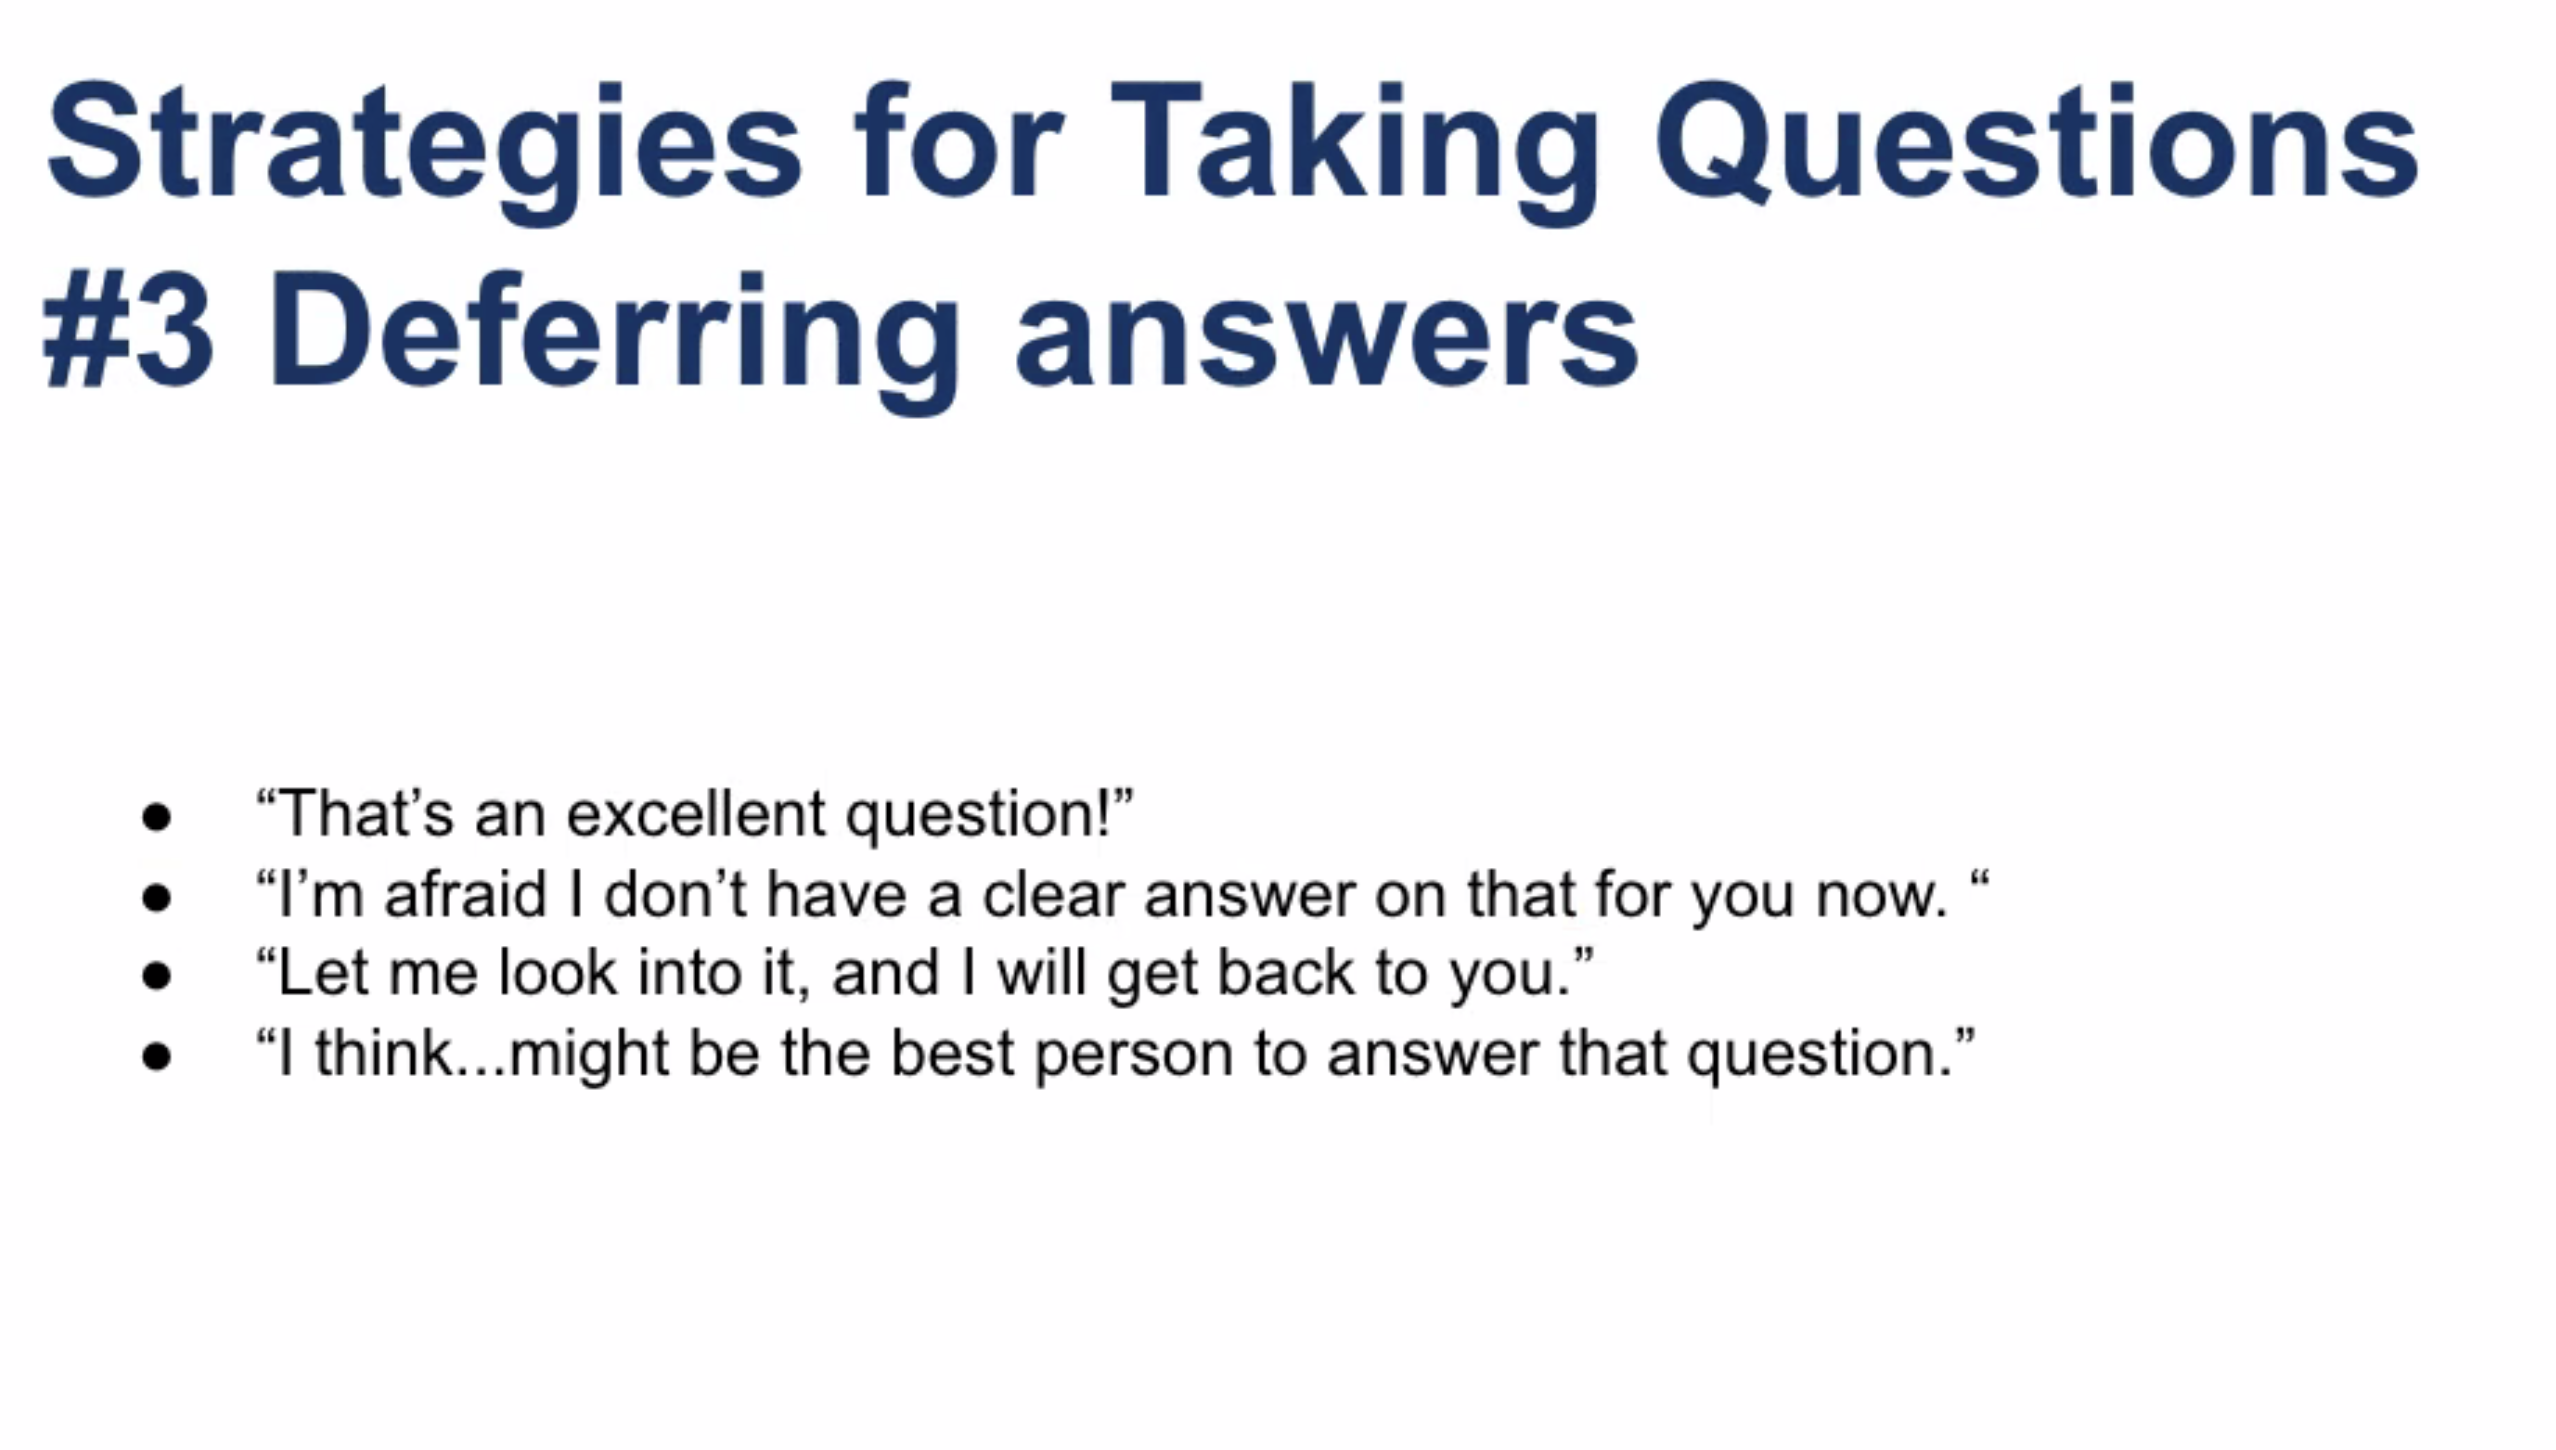 Strategies for Taking Questions
#3 Deferring answers
● “That’s an excellent question!”
● “I’m afraid I don’t have a clear answer on that for you now. “
● “Let me look into it, and I will get back to you.”
● “I think...might be the best person to answer that question.”